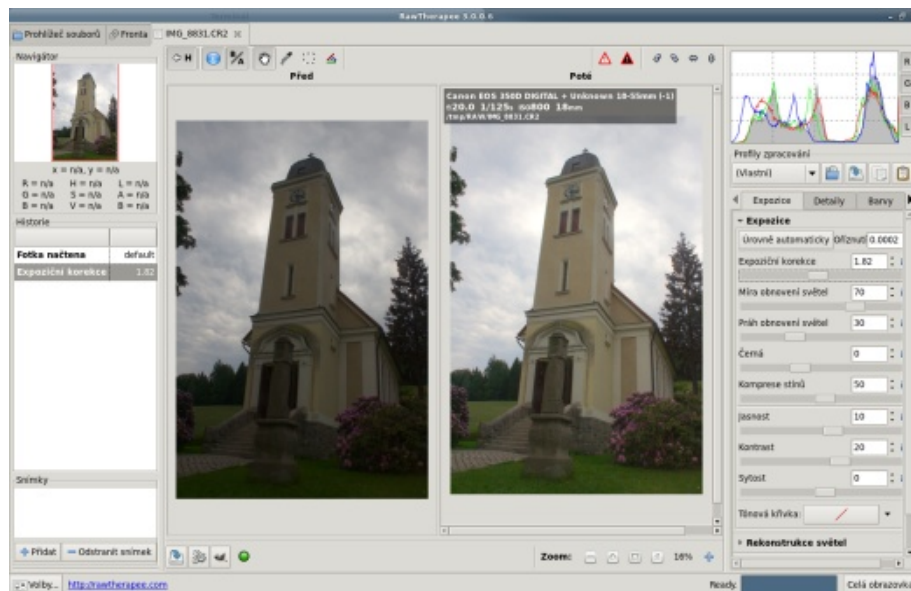 RawTherapee 3.0.0.6
Prohlížeč souborů
Fronta
IMG_8831.CR2
Navigátor
x = n/a, y = n/a
R = n/a H = n/a L = n/a
G = n/a S = n/a A = n/a
B = n/a V = n/a B = n/a
Historie
Fotka načtena default
Expoziční korekce 1.82
Snímky
Přidat
Odstranit snímek
H
Před
Poté
Canon EOS 350D DIGITAL + Unknown 18-55mm (-1)
f/20.0 1/125s ISO800 18mm
/tmp/RAW/IMG_8831.CR2
Zoom: 16%
R
G
B
L
Profily zpracování
(Vlastní)
Expozice Detaily Barvy
Expozice
Úrovně automaticky Oříznutí 0.0002
Expoziční korekce 1.82
Míra obnovení světel 70
Práh obnovení světel 30
Černá 0
Komprese stínů 50
Jasnost 10
Kontrast 20
Sytost 0
Tónová křivka:
Rekonstrukce světel
Volby...
http://rawtherapee.com
Ready.
Celá obrazovka